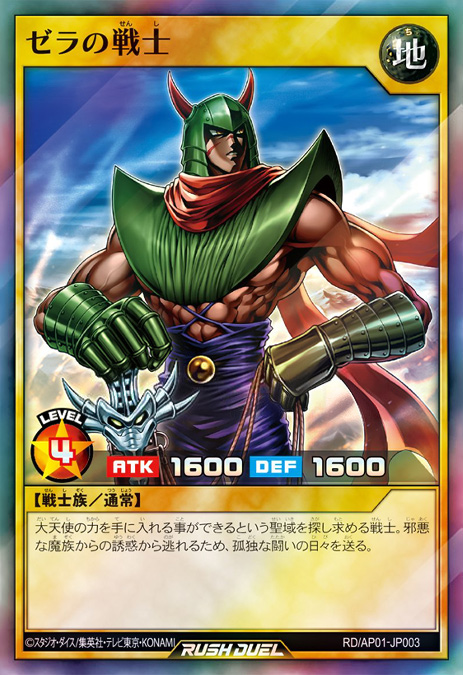 ゼラの戦士
地
LEVEL
4
ATK 1600 DEF 1600
【戦士族／通常】
大天使の力を手に入れる事ができるという聖域を探し求める戦士。邪悪
な魔族からの誘惑から逃れるため、孤独な闘いの日々を送る。
©スタジオ・ダイス/集英社・テレビ東京・KONAMI
RUSH DUEL
RD/AP01-JP003